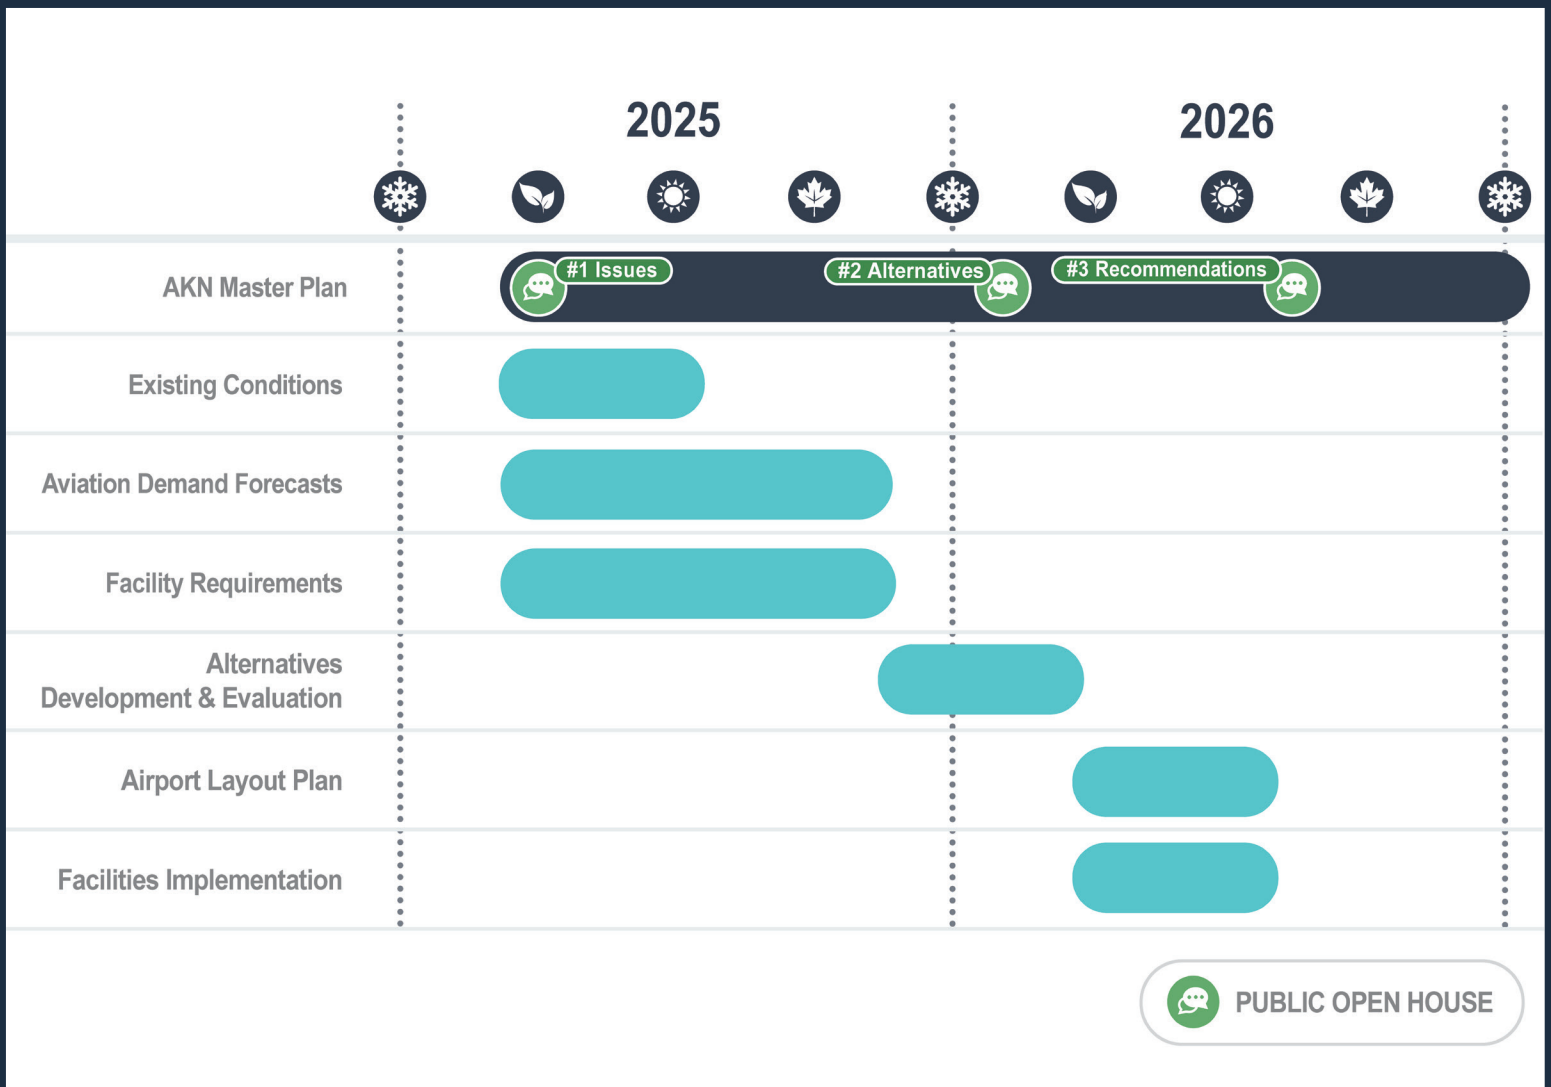 2025
2026
AKN Master Plan
#1 Issues
#2 Alternatives
#3 Recommendations
Existing Conditions
Aviation Demand Forecasts
Facility Requirements
Alternatives
Development & Evaluation
Airport Layout Plan
Facilities Implementation
PUBLIC OPEN HOUSE